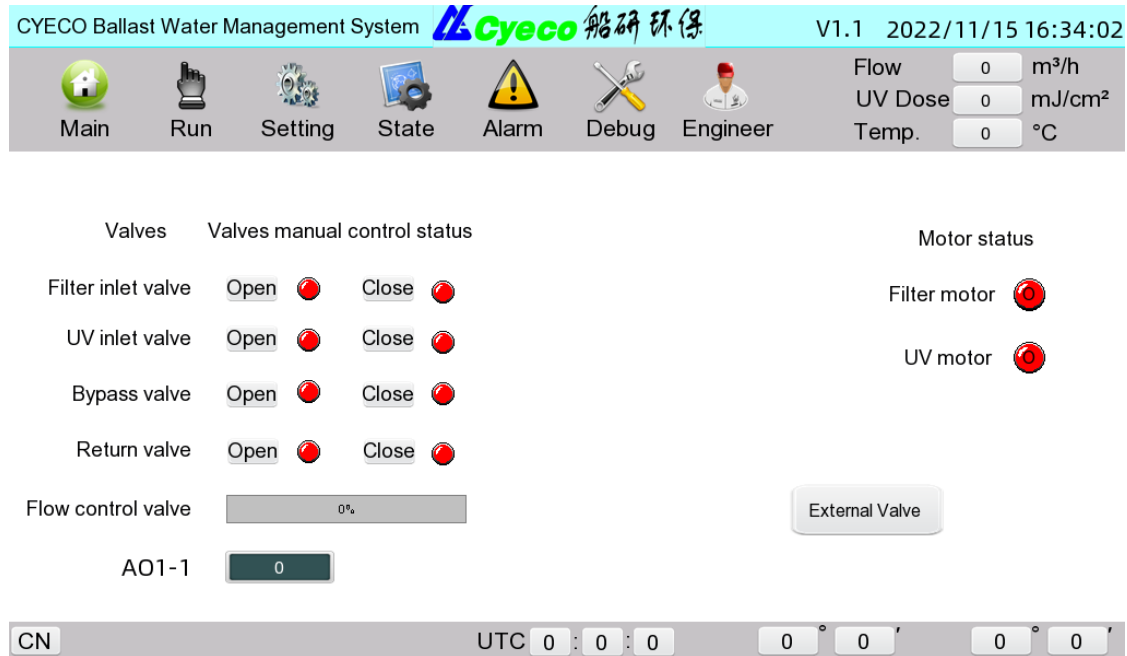 CYECO Ballast Water Management System Cyeco 船研环保 V1.1 2022/11/15 16:34:02
Main Run Setting State Alarm Debug Engineer
Flow 0 m³/h
UV Dose 0 mJ/cm²
Temp. 0 °C
Valves Valves manual control status
Motor status
Filter inlet valve Open Close
Filter motor O
UV inlet valve Open Close
UV motor O
Bypass valve Open Close
Return valve Open Close
Flow control valve 0%
External Valve
AO1-1 0
CN UTC 0 : 0 : 0 0 ° 0 ′ 0 ° 0 ′